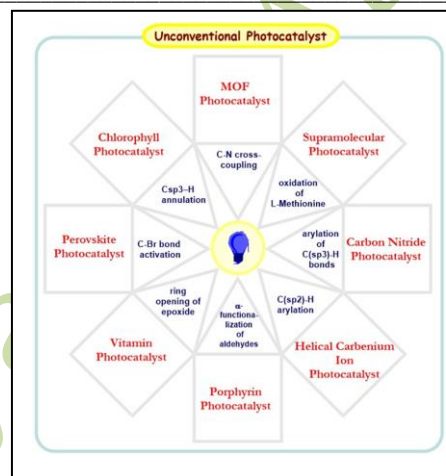 Unconventional Photocatalyst
MOF
Photocatalyst
Chlorophyll
Photocatalyst
Supramolecular
Photocatalyst
C-N cross-
coupling
Csp3–H
annulation
oxidation
of
L-Methionine
Perovskite
Photocatalyst
C-Br bond
activation
arylation
of
C(sp3)-H
bonds
Carbon Nitride
Photocatalyst
ring
opening of
epoxide
α-
functiona-
lization
of
aldehydes
C(sp2)-H
arylation
Vitamin
Photocatalyst
Helical Carbenium
Ion
Photocatalyst
Porphyrin
Photocatalyst